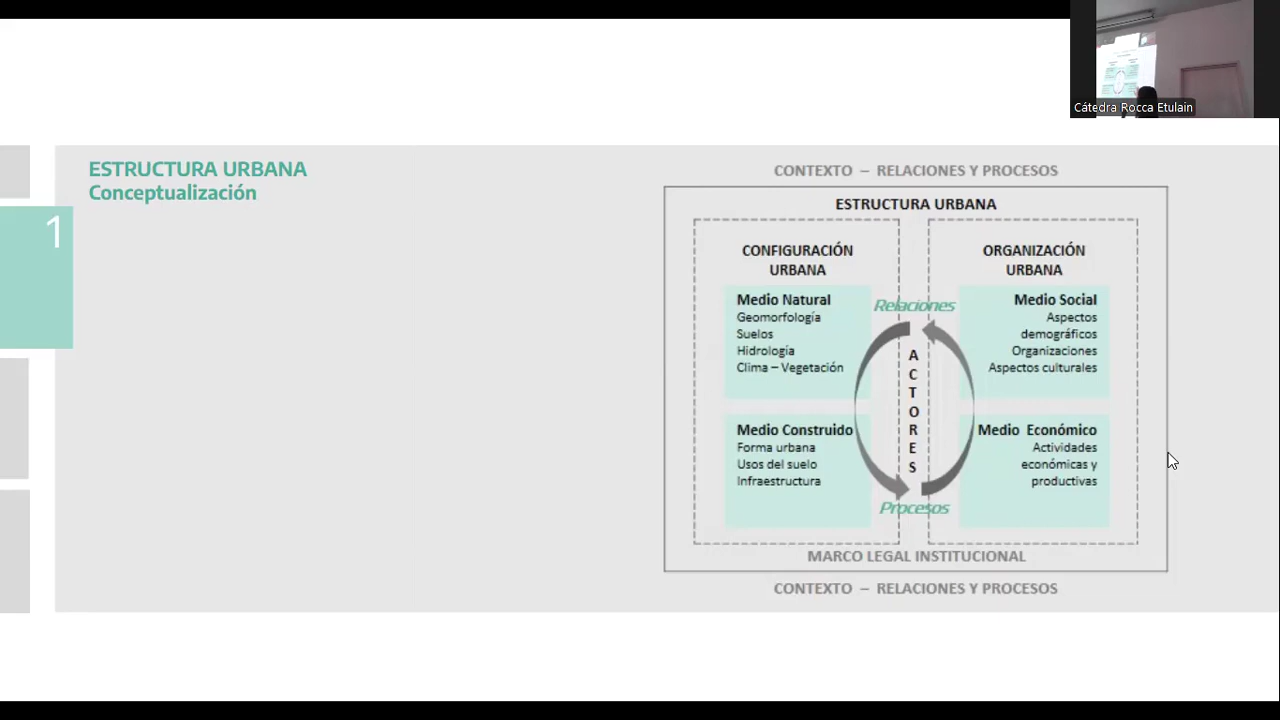 Cátedra Rocca Etulain
ESTRUCTURA URBANA
Conceptualización
1
CONTEXTO – RELACIONES Y PROCESOS
ESTRUCTURA URBANA
CONFIGURACIÓN
URBANA
Medio Natural
Geomorfología
Suelos
Hidrología
Clima – Vegetación
Medio Construido
Forma urbana
Usos del suelo
Infraestructura
Relaciones
ACTORES
Procesos
ORGANIZACIÓN
URBANA
Medio Social
Aspectos
demográficos
Organizaciones
Aspectos culturales
Medio Económico
Actividades
económicas y
productivas
MARCO LEGAL INSTITUCIONAL
CONTEXTO – RELACIONES Y PROCESOS